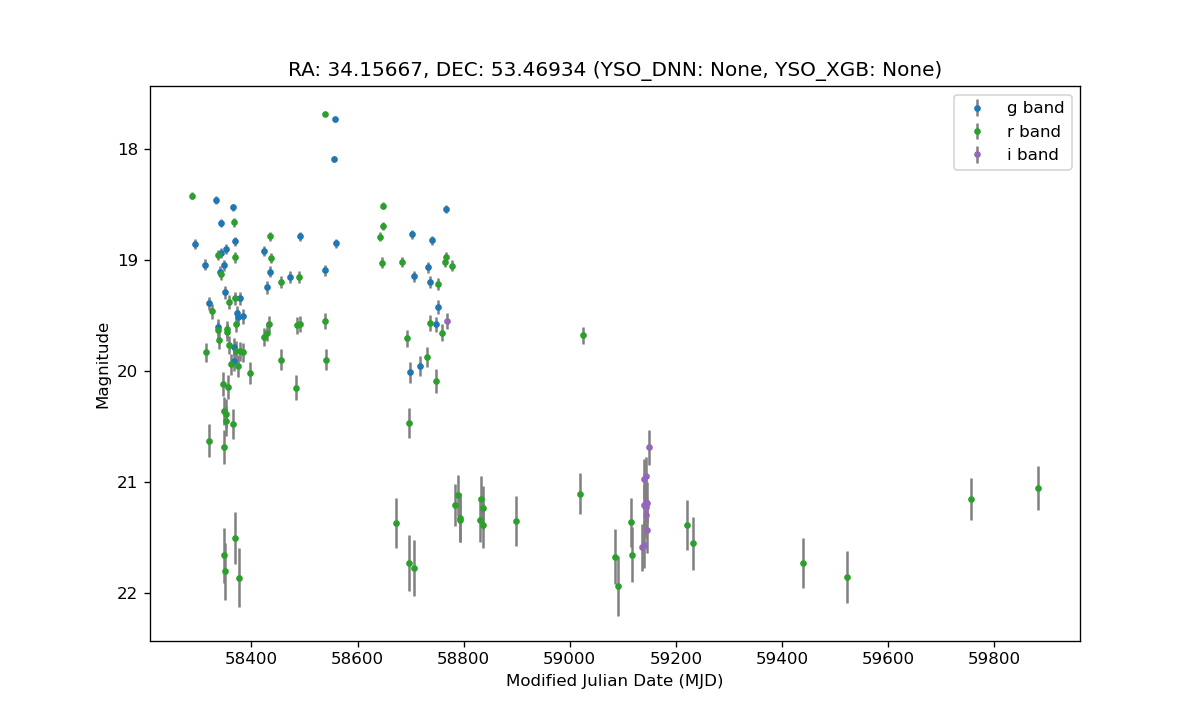 RA: 34.15667, DEC: 53.46934 (YSO_DNN: None, YSO_XGB: None)
g band
r band
i band
18
19
20
21
22
Magnitude
58400
58600
58800
59000
59200
59400
59600
59800
Modified Julian Date (MJD)